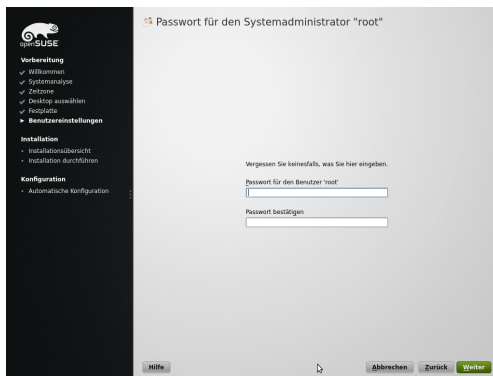 openSUSE
Vorbereitung
Willkommen
Systemanalyse
Zeitzone
Desktop auswählen
Festplatte
Benutzereinstellungen
Installation
Installationsübersicht
Installation durchführen
Konfiguration
Automatische Konfiguration
Passwort für den Systemadministrator "root"
Vergessen Sie keinesfalls, was Sie hier eingeben.
Passwort für den Benutzer 'root'
Passwort bestätigen
Hilfe
Abbrechen
Zurück
Weiter